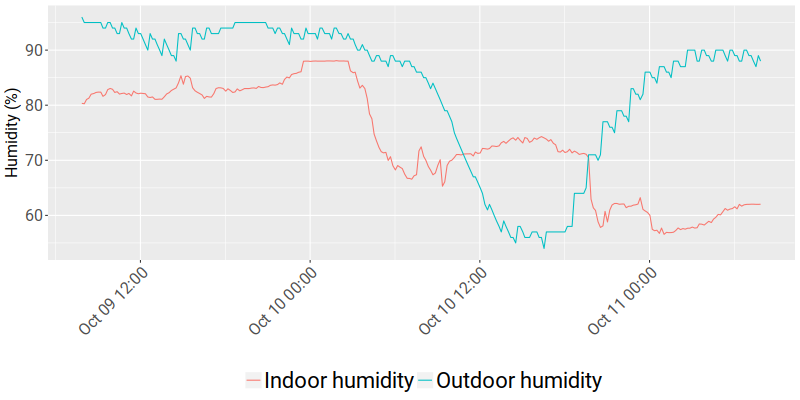 Humidity (%)
90
80
70
60
Oct 09 12:00
Oct 10 00:00
Oct 10 12:00
Oct 11 00:00
Indoor humidity
Outdoor humidity